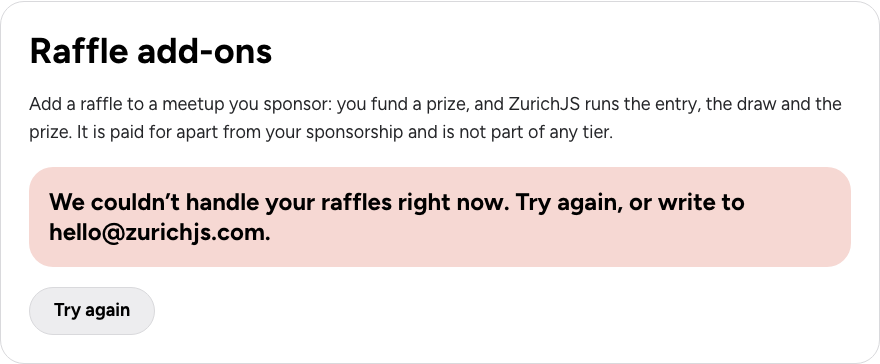 Raffle add-ons
Add a raffle to a meetup you sponsor: you fund a prize, and ZurichJS runs the entry, the draw and the
prize. It is paid for apart from your sponsorship and is not part of any tier.
We couldn’t handle your raffles right now. Try again, or write to
hello@zurichjs.com.
Try again